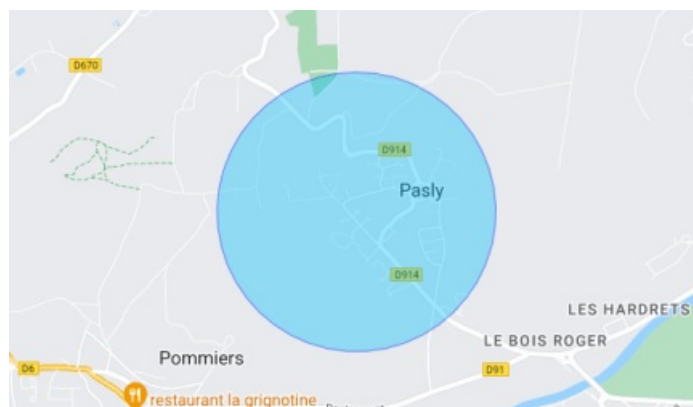 D670
D914
Pasly
D914
LES HARDRETS
LE BOIS ROGER
Pommiers
D6
D91
restaurant la grignotine